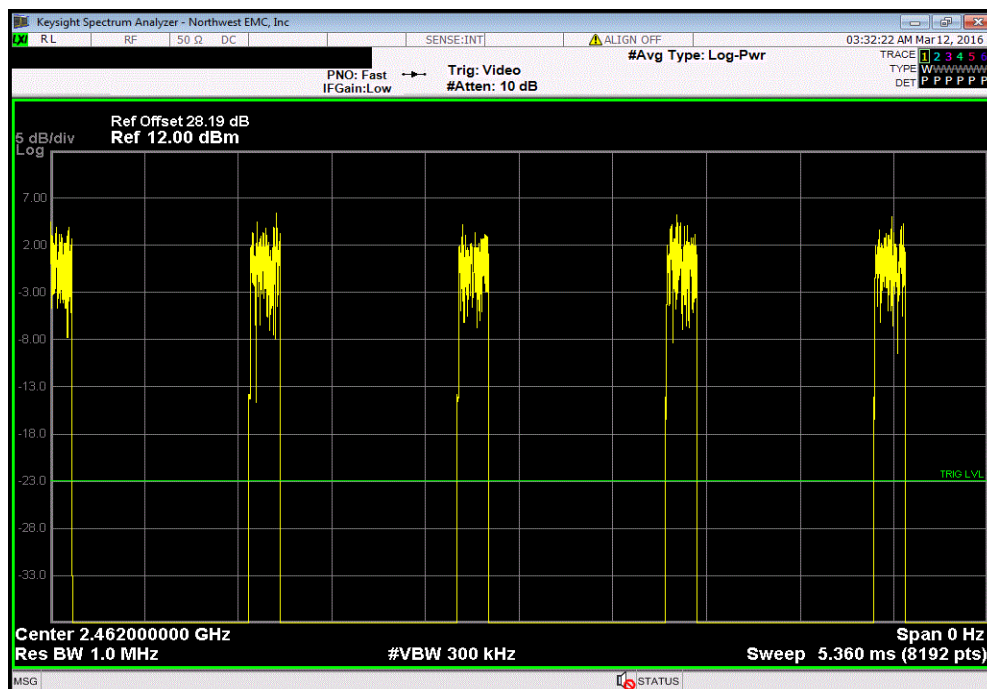 Keysight Spectrum Analyzer - Northwest EMC, Inc
LXI RL RF 50 Ω DC SENSE:INT ALIGN OFF 03:32:22 AM Mar 12, 2016
#Avg Type: Log-Pwr TRACE 1 2 3 4 5 6
PNO: Fast Trig: Video TYPE WWWWWW
IFGain:Low #Atten: 10 dB DET P P P P P P
Ref Offset 28.19 dB
5 dB/div Ref 12.00 dBm
Log
7.00
2.00
-3.00
-8.00
-13.0
-18.0
-23.0 TRIG LVL
-28.0
-33.0
Center 2.462000000 GHz Span 0 Hz
Res BW 1.0 MHz #VBW 300 kHz Sweep 5.360 ms (8192 pts)
MSG STATUS